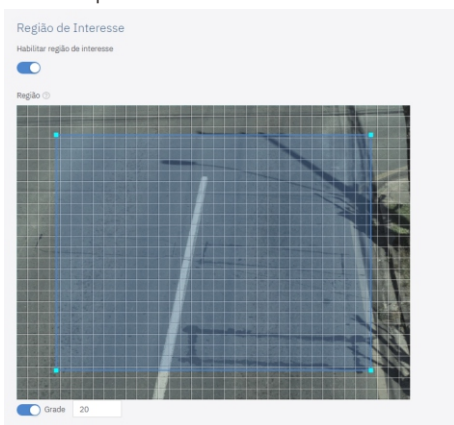 Região de Interesse
Habilitar região de interesse
Região
Grade 20